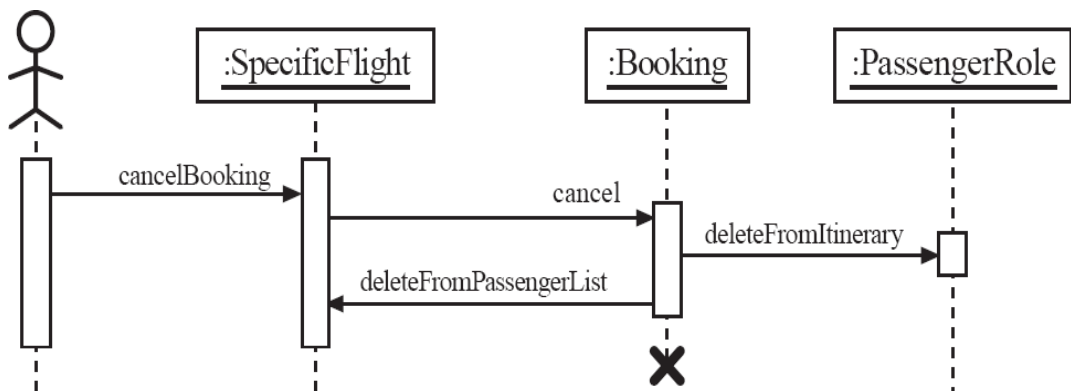 :SpecificFlight
:Booking
:PassengerRole
cancelBooking
cancel
deleteFromItinerary
deleteFromPassengerList